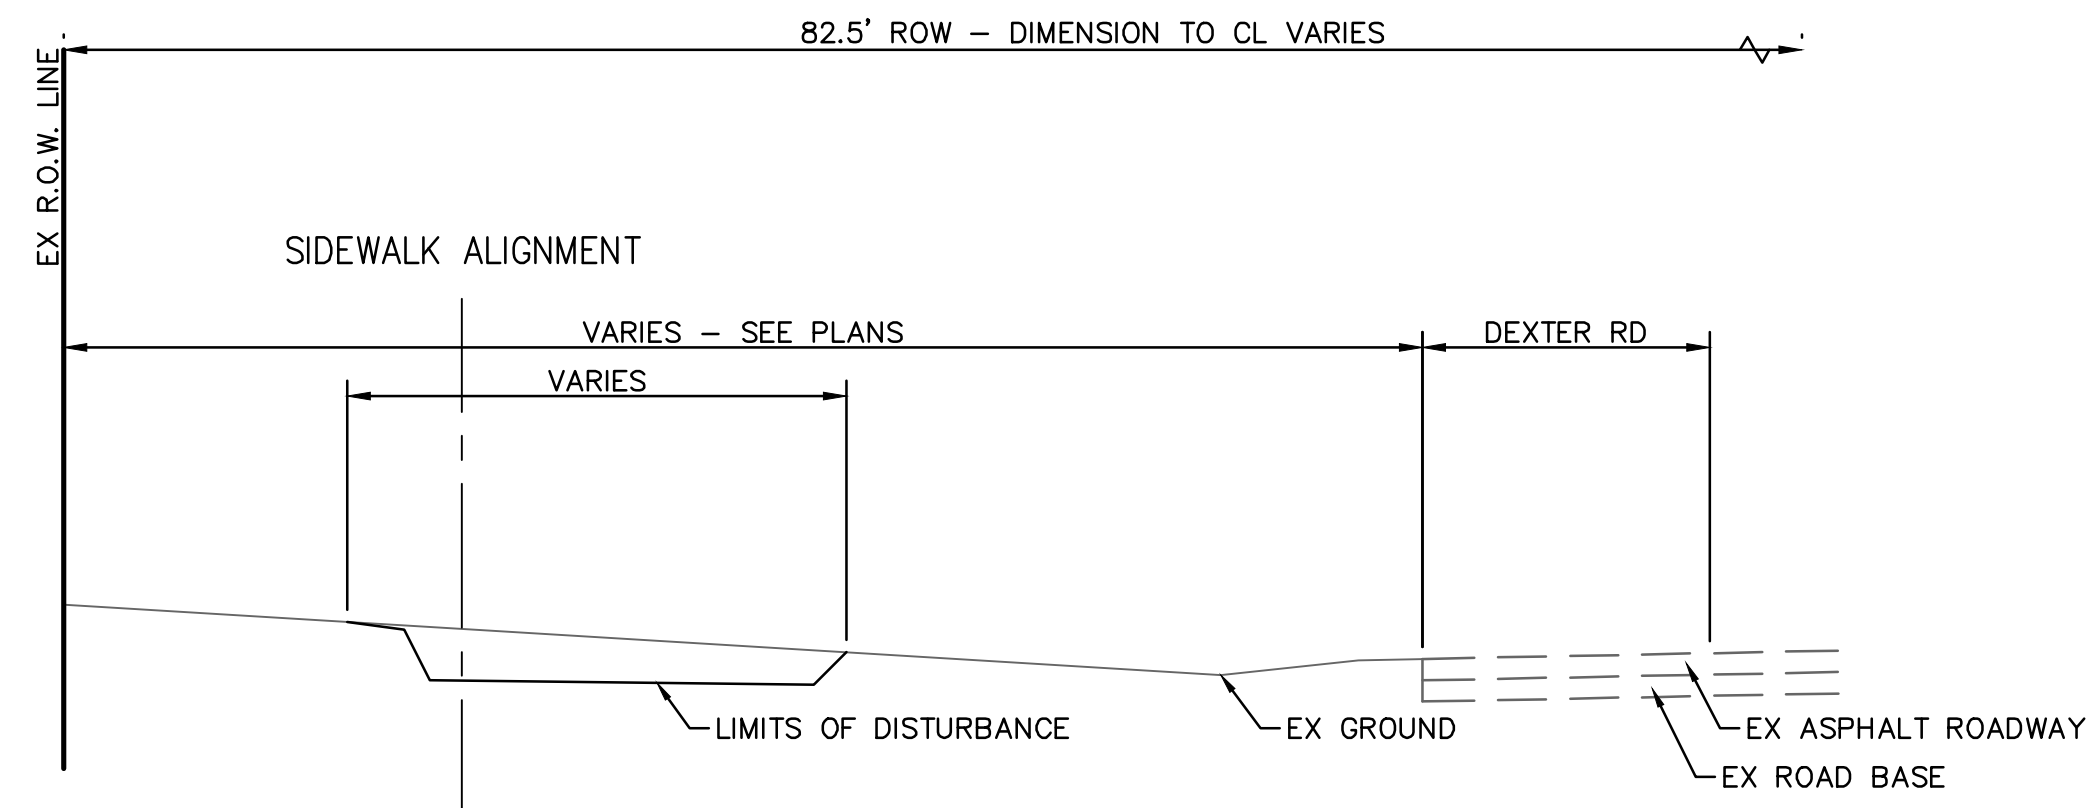 82.5' ROW - DIMENSION TO CL VARIES
EX R.O.W. LINE
SIDEWALK ALIGNMENT
VARIES - SEE PLANS
DEXTER RD
VARIES
LIMITS OF DISTURBANCE
EX GROUND
EX ASPHALT ROADWAY
EX ROAD BASE